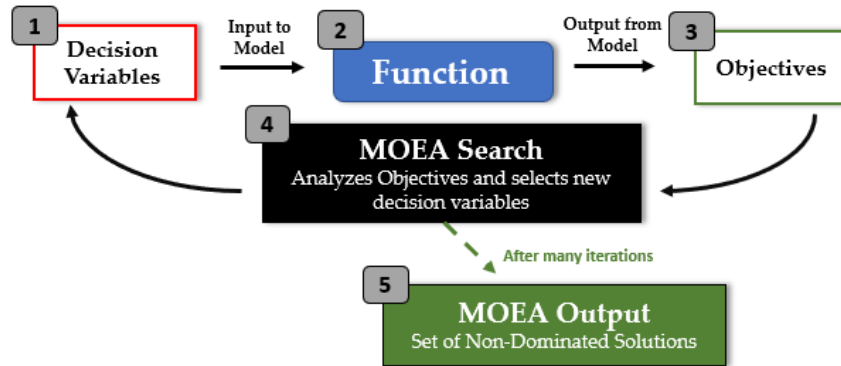 1
Decision
Variables
Input to
Model
2
Function
Output from
Model
3
Objectives
4
MOEA Search
Analyzes Objectives and selects new
decision variables
After many iterations
5
MOEA Output
Set of Non-Dominated Solutions